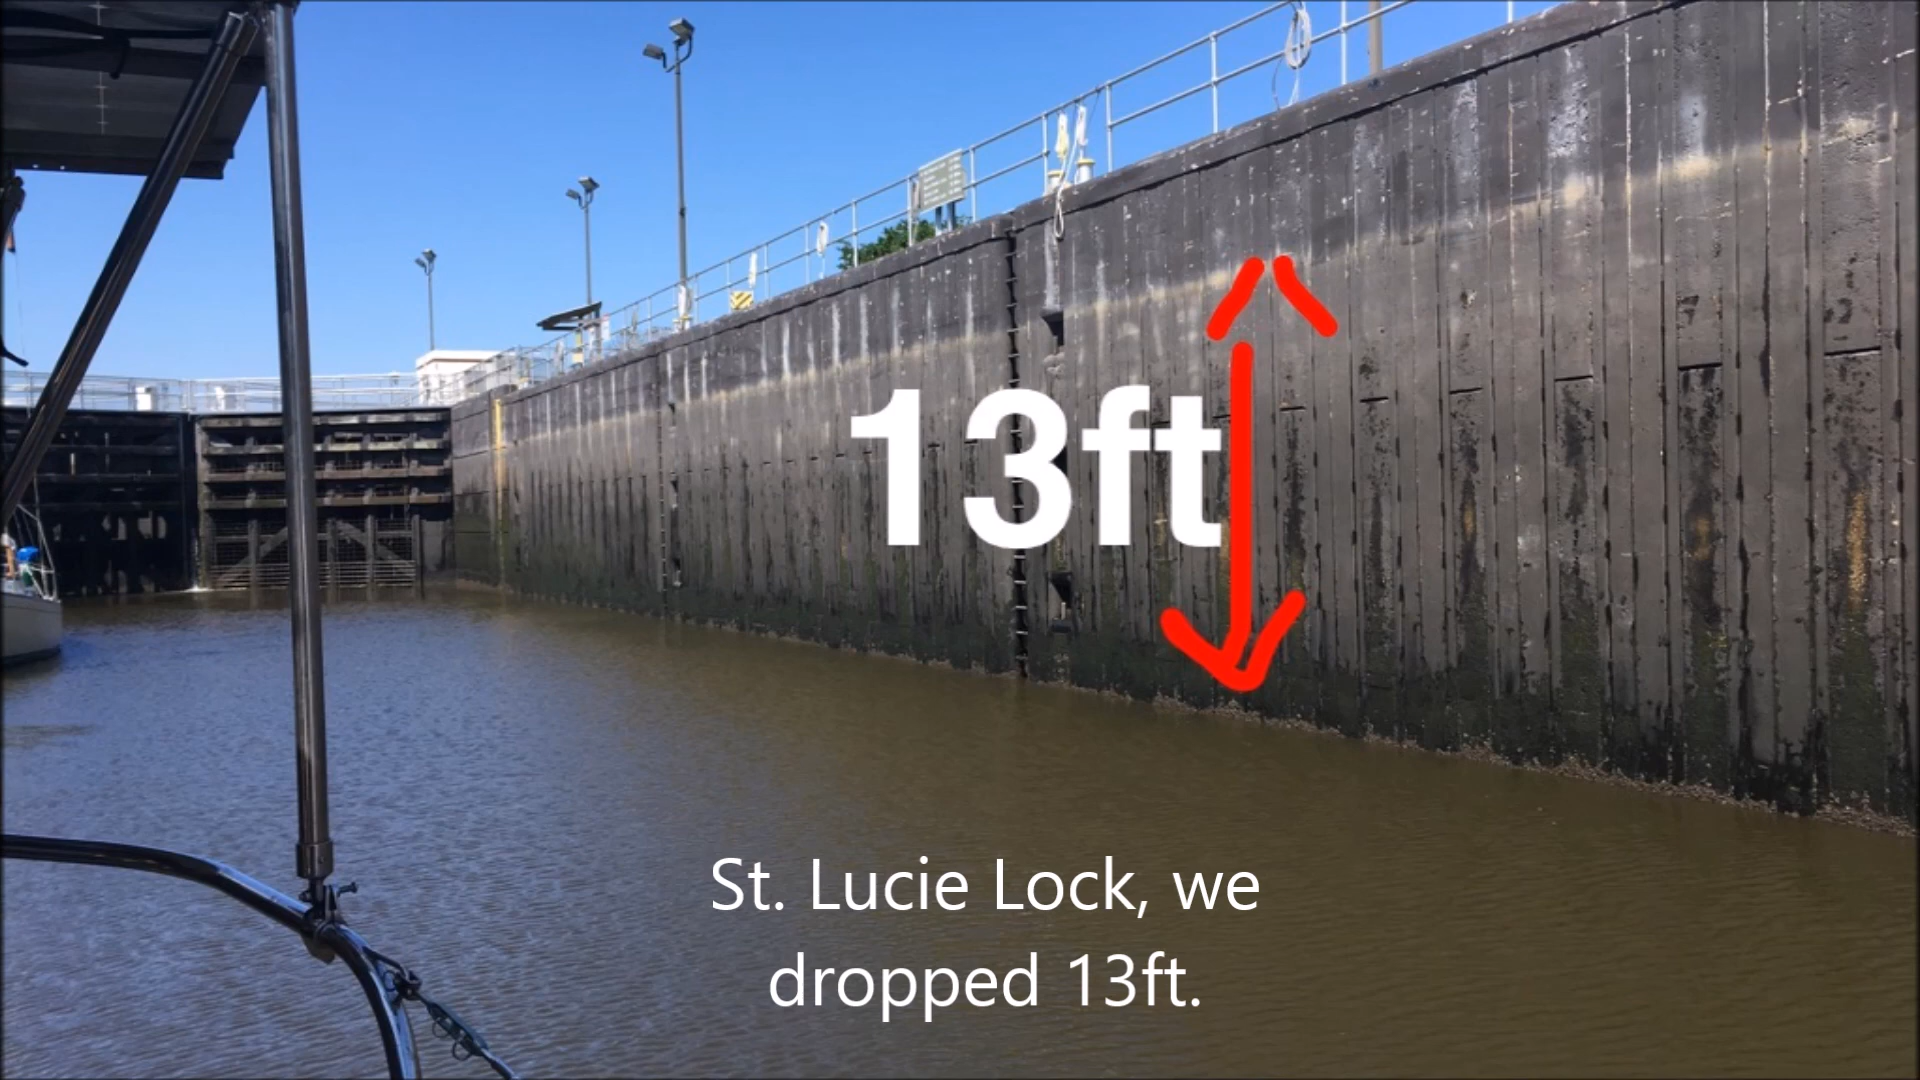 13ft
St. Lucie Lock, we
dropped 13ft.